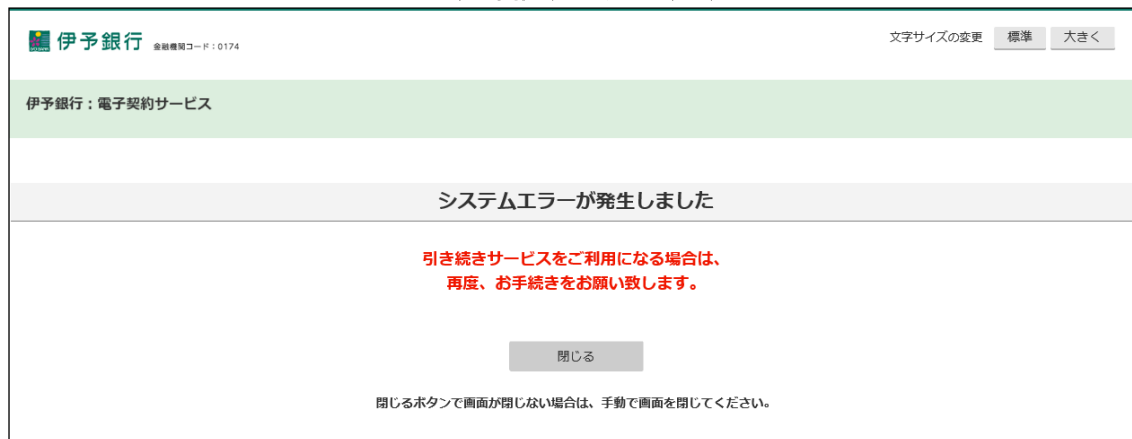 伊予銀行 金融機関コード:0174
文字サイズの変更 標準 大きく
伊予銀行:電子契約サービス
システムエラーが発生しました
引き続きサービスをご利用になる場合は、
再度、お手続きをお願い致します。
閉じる
閉じるボタンで画面が閉じない場合は、手動で画面を閉じてください。